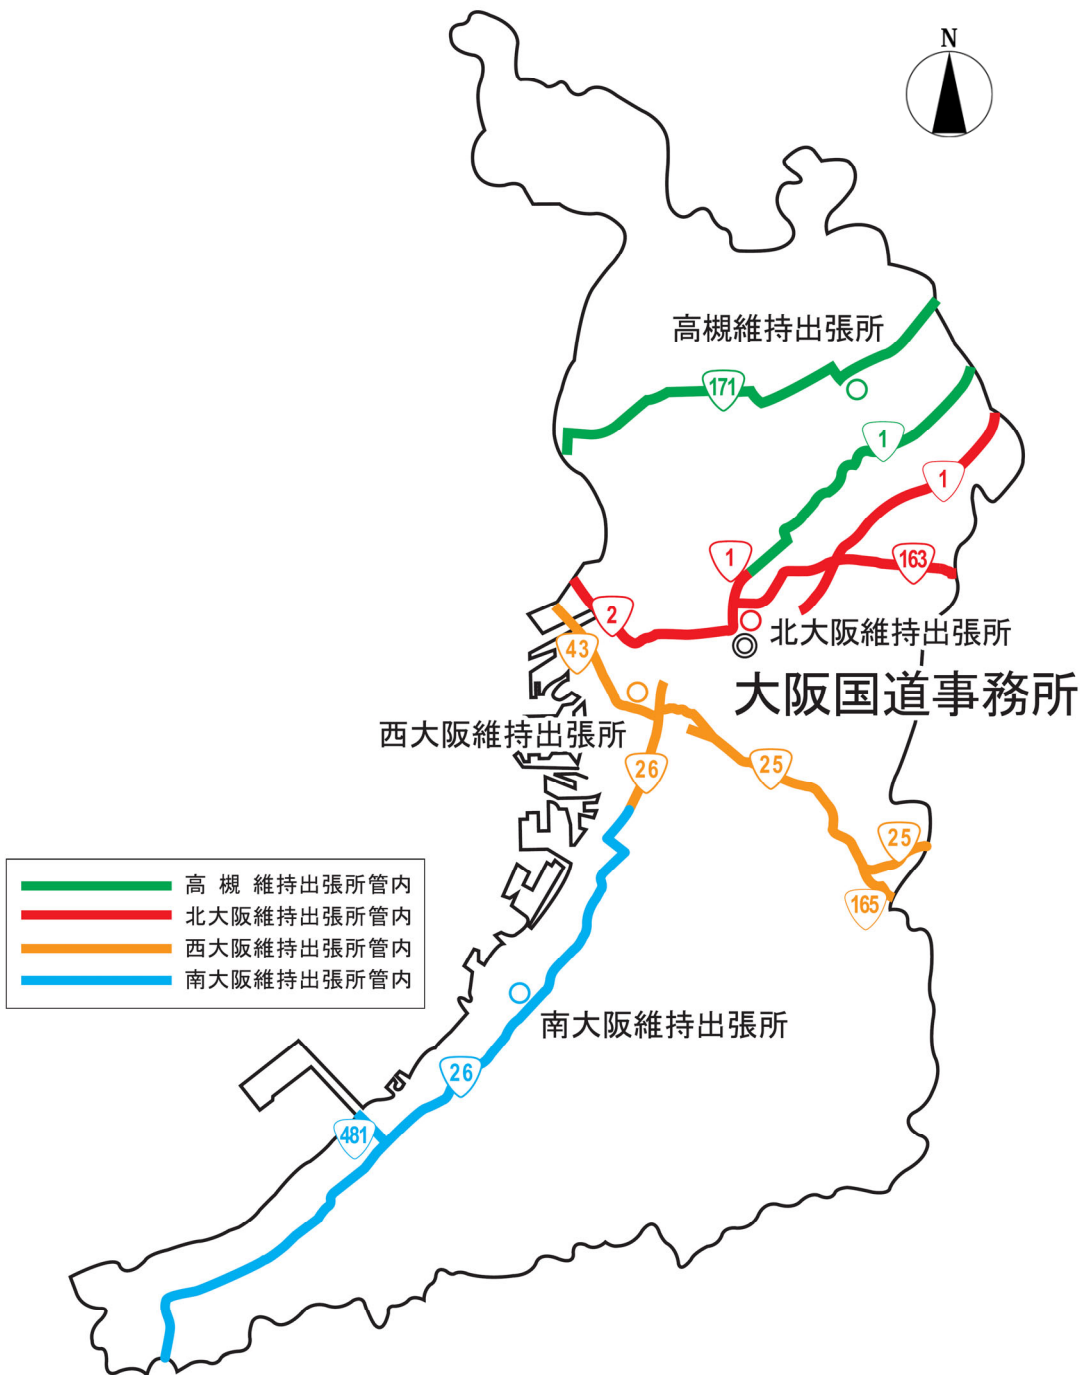 N
高槻維持出張所
171
1
1
1
163
2
北大阪維持出張所
43
大阪国道事務所
西大阪維持出張所
26
25
25
165
高 槻 維持出張所管内
北大阪維持出張所管内
西大阪維持出張所管内
南大阪維持出張所管内
南大阪維持出張所
26
481